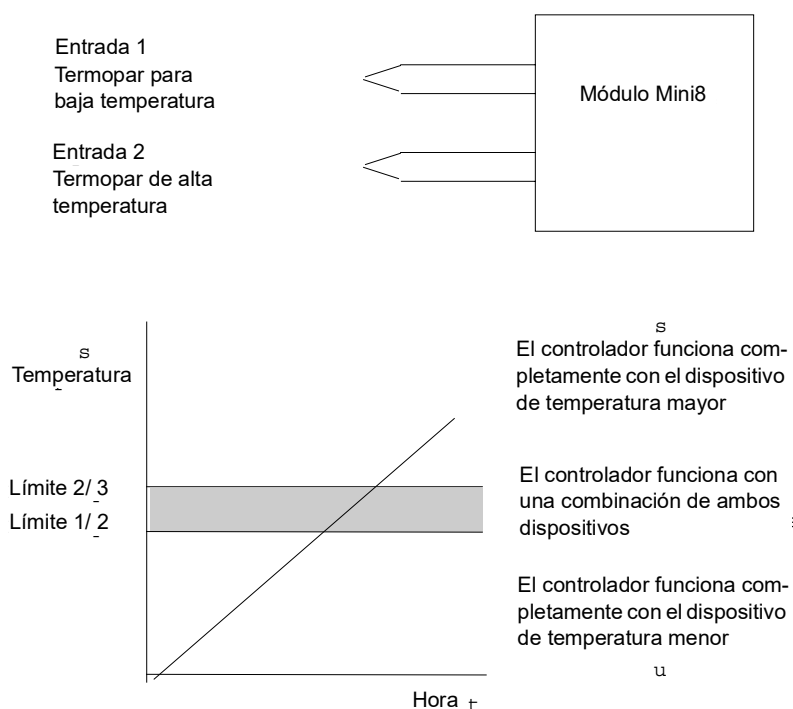 Entrada 1
Termopar para
baja temperatura
Módulo Mini8
Entrada 2
Termopar de alta
temperatura
s
Temperatura
Límite 2/ 3
Límite 1/ 2
Hora t
s
El controlador funciona com-
pletamente con el dispositivo
de temperatura mayor
El controlador funciona con
una combinación de ambos
dispositivos
El controlador funciona com-
pletamente con el dispositivo
de temperatura menor
u